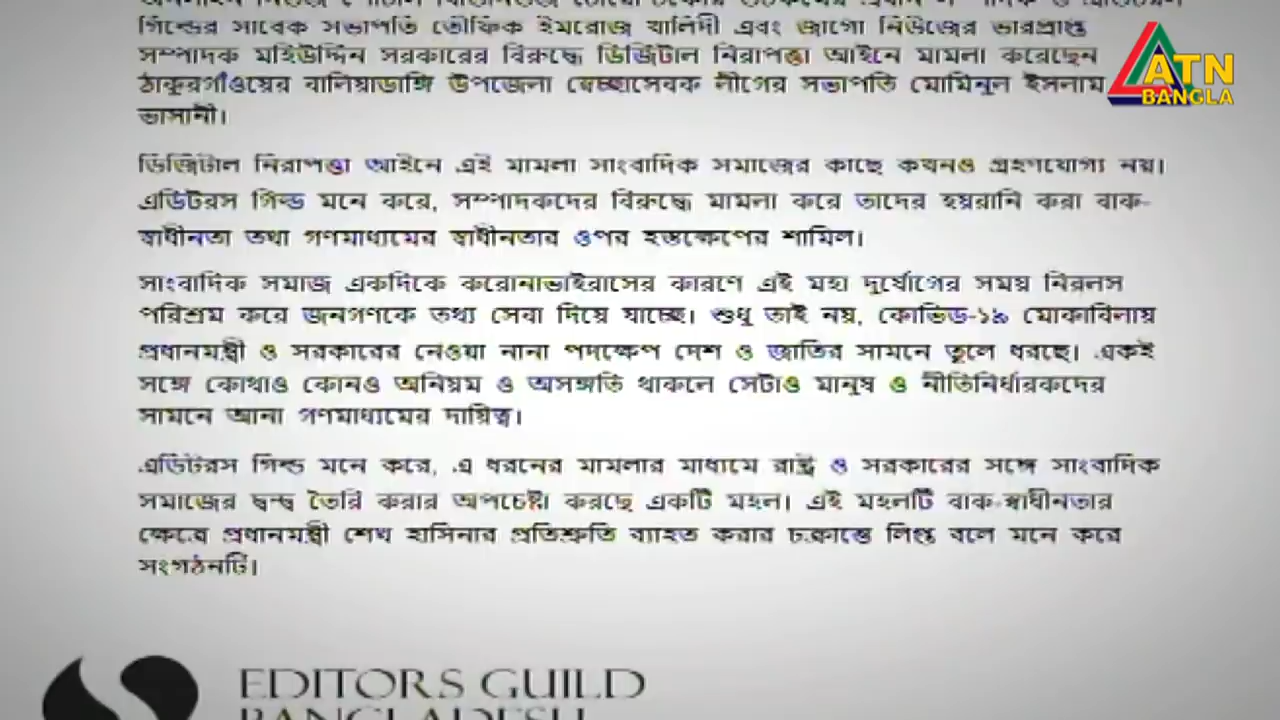 গিল্ডের সাবেক সভাপতি তৌফিক ইমরোজ খালিদী এবং জাগো নিউজের ভারপ্রাপ্ত
সম্পাদক মহিউদ্দিন সরকারের বিরুদ্ধে ডিজিটাল নিরাপত্তা আইনে মামলা করেছেন
ঠাকুরগাঁওয়ের বালিয়াডাঙ্গি উপজেলা স্বেচ্ছাসেবক লীগের সভাপতি মোমিনুল ইসলাম
ভাসানী।
ATN
BANGLA
ডিজিটাল নিরাপত্তা আইনে এই মামলা সাংবাদিক সমাজের কাছে কখনও গ্রহণযোগ্য নয়।
এডিটরস গিল্ড মনে করে, সম্পাদকদের বিরুদ্ধে মামলা করে তাদের হয়রানি করা বাক-
স্বাধীনতা তথা গণমাধ্যমের স্বাধীনতার ওপর হস্তক্ষেপের শামিল।
সাংবাদিক সমাজ একদিকে করোনাভাইরাসের কারণে এই মহা দুর্যোগের সময় নিরলস
পরিশ্রম করে জনগণকে তথ্য সেবা দিয়ে যাচ্ছে। শুধু তাই নয়, কোভিড-১৯ মোকাবিলায়
প্রধানমন্ত্রী ও সরকারের নেওয়া নানা পদক্ষেপ দেশ ও জাতির সামনে তুলে ধরছে। একই
সঙ্গে কোথাও কোনও অনিয়ম ও অসঙ্গতি থাকলে সেটাও মানুষ ও নীতিনির্ধারকদের
সামনে আনা গণমাধ্যমের দায়িত্ব।
এডিটরস গিল্ড মনে করে, এ ধরনের মামলার মাধ্যমে রাষ্ট্র ও সরকারের সঙ্গে সাংবাদিক
সমাজের দ্বন্দ্ব তৈরি করার অপচেষ্টা করছে একটি মহল। এই মহলটি বাক-স্বাধীনতার
ক্ষেত্রে প্রধানমন্ত্রী শেখ হাসিনার প্রতিশ্রুতি ব্যাহত করার চক্রান্তে লিপ্ত বলে মনে করে
সংগঠনটি।
EDITORS GUILD
BANGLADESH